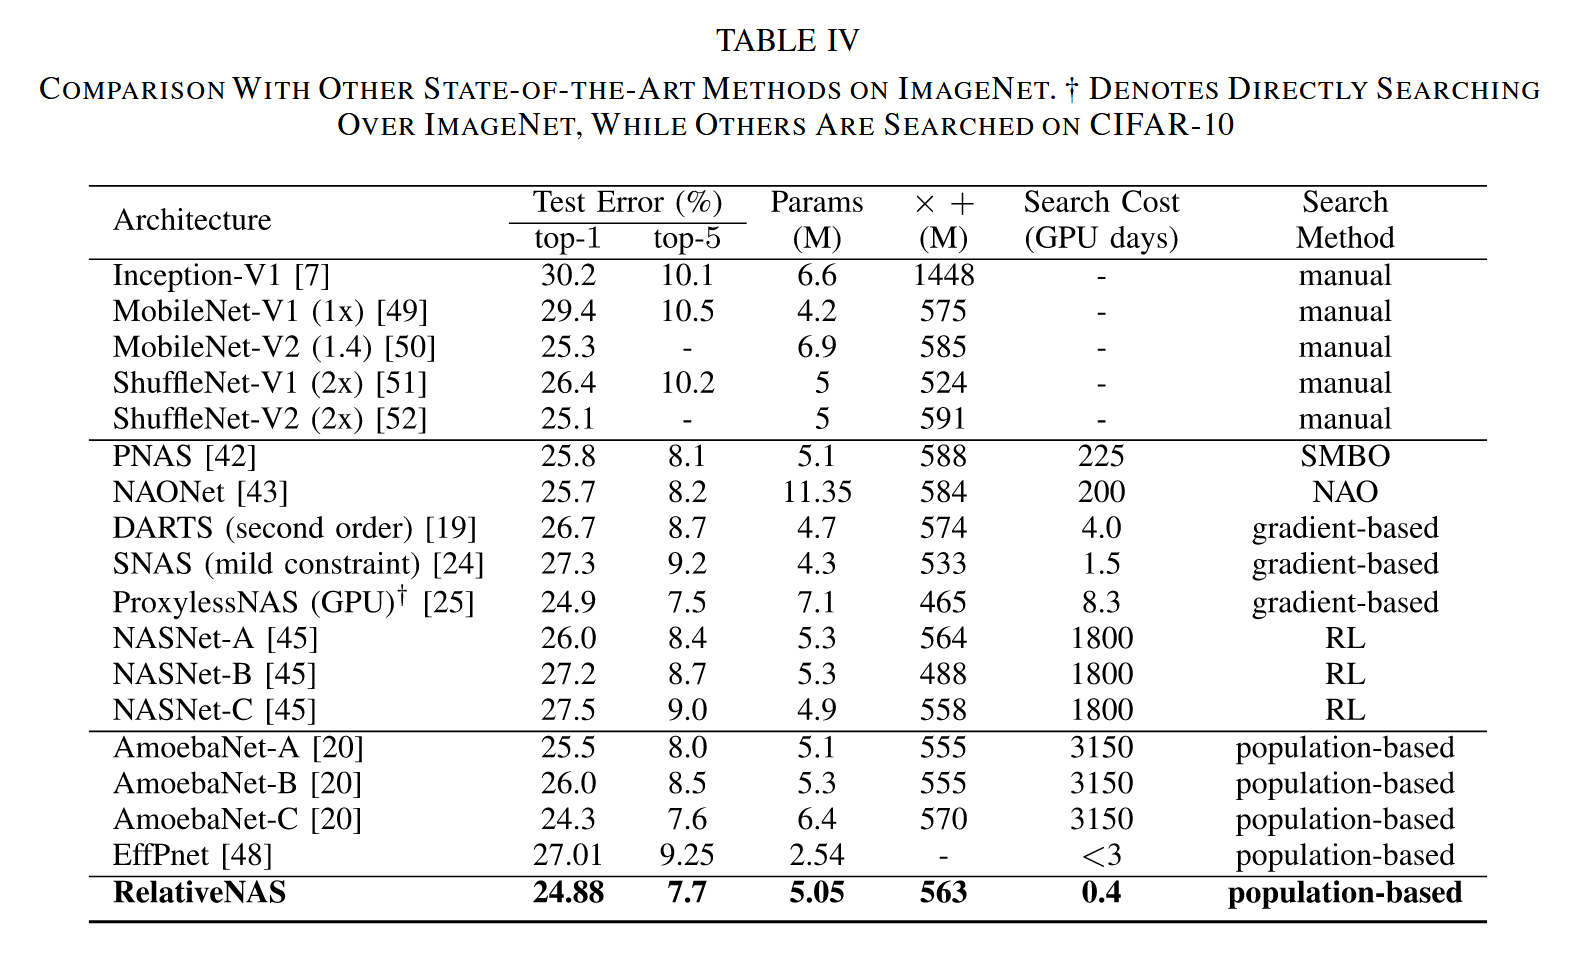 TABLE IV
COMPARISON WITH OTHER STATE-OF-THE-ART METHODS ON IMAGENET. † DENOTES DIRECTLY SEARCHING
OVER IMAGENET, WHILE OTHERS ARE SEARCHED ON CIFAR-10
Architecture Test Error (%) Params × + Search Cost Search
top-1 top-5 (M) (M) (GPU days) Method
Inception-V1 [7] 30.2 10.1 6.6 1448 - manual
MobileNet-V1 (1x) [49] 29.4 10.5 4.2 575 - manual
MobileNet-V2 (1.4) [50] 25.3 - 6.9 585 - manual
ShuffleNet-V1 (2x) [51] 26.4 10.2 5 524 - manual
ShuffleNet-V2 (2x) [52] 25.1 - 5 591 - manual
PNAS [42] 25.8 8.1 5.1 588 225 SMBO
NAONet [43] 25.7 8.2 11.35 584 200 NAO
DARTS (second order) [19] 26.7 8.7 4.7 574 4.0 gradient-based
SNAS (mild constraint) [24] 27.3 9.2 4.3 533 1.5 gradient-based
ProxylessNAS (GPU)† [25] 24.9 7.5 7.1 465 8.3 gradient-based
NASNet-A [45] 26.0 8.4 5.3 564 1800 RL
NASNet-B [45] 27.2 8.7 5.3 488 1800 RL
NASNet-C [45] 27.5 9.0 4.9 558 1800 RL
AmoebaNet-A [20] 25.5 8.0 5.1 555 3150 population-based
AmoebaNet-B [20] 26.0 8.5 5.3 555 3150 population-based
AmoebaNet-C [20] 24.3 7.6 6.4 570 3150 population-based
EffPnet [48] 27.01 9.25 2.54 - <3 population-based
RelativeNAS 24.88 7.7 5.05 563 0.4 population-based